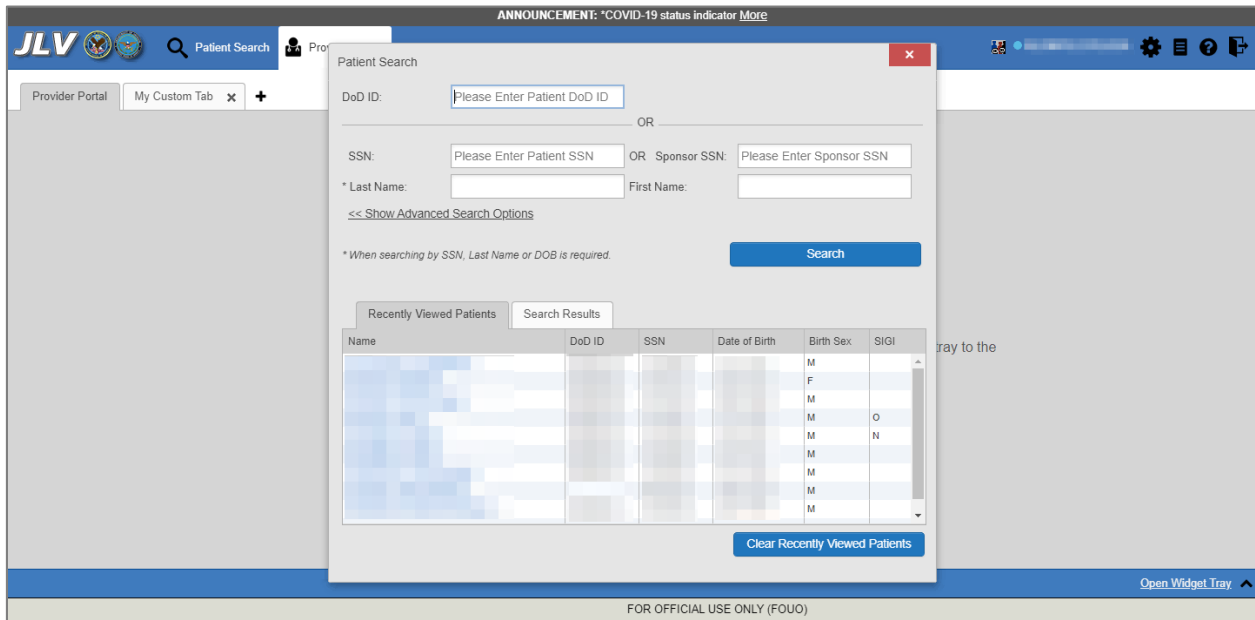 ANNOUNCEMENT: *COVID-19 status indicator More
JLV Patient Search
Provider Portal My Custom Tab x +
Patient Search
DoD ID: Please Enter Patient DoD ID
OR
SSN: Please Enter Patient SSN OR Sponsor SSN: Please Enter Sponsor SSN
* Last Name: First Name:
<< Show Advanced Search Options
* When searching by SSN, Last Name or DOB is required. Search
Recently Viewed Patients Search Results
Name DoD ID SSN Date of Birth Birth Sex SIGI
tray to the
M
F
M
M O
M N
M
M
M
M
Clear Recently Viewed Patients
Open Widget Tray
FOR OFFICIAL USE ONLY (FOUO)